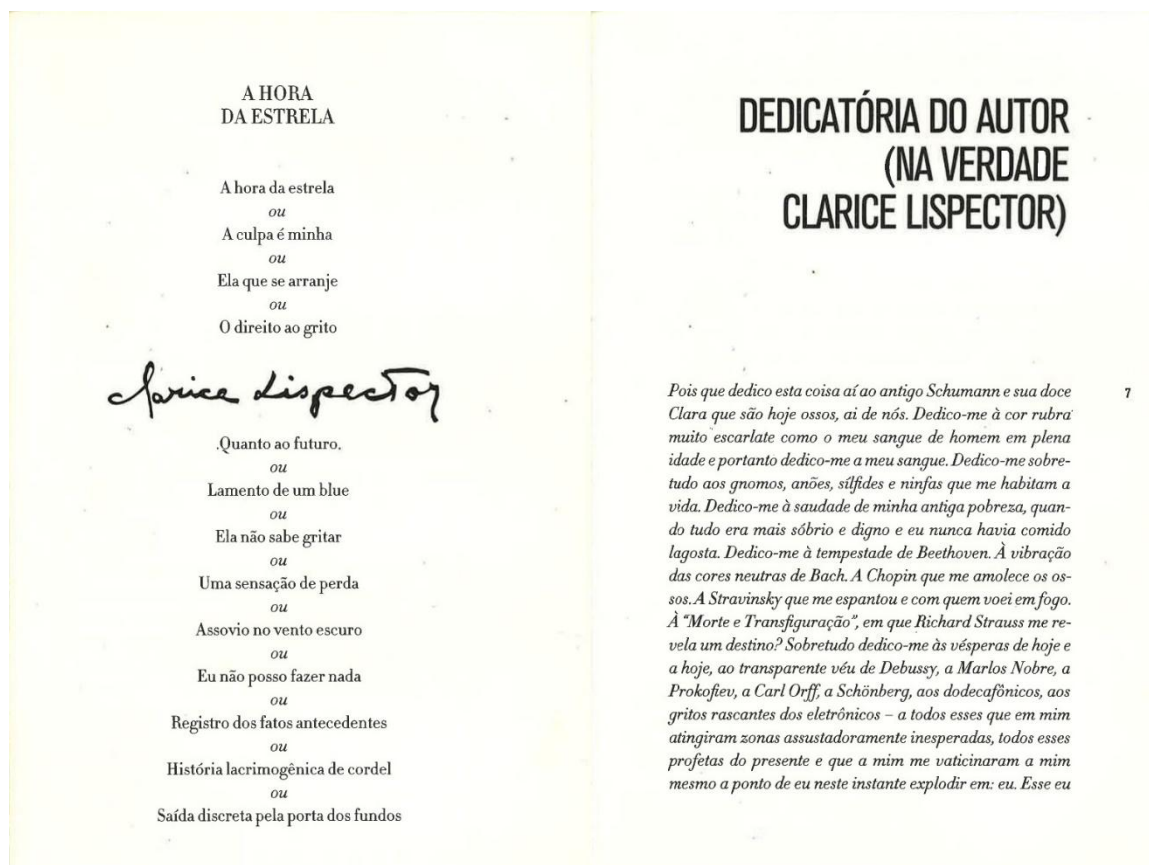 A HORA
DA ESTRELA
A hora da estrela
ou
A culpa é minha
ou
Ela que se arranje
ou
O direito ao grito
Clarice Lispector
.Quanto ao futuro.
ou
Lamento de um blue
ou
Ela não sabe gritar
ou
Uma sensação de perda
ou
Assovio no vento escuro
ou
Eu não posso fazer nada
ou
Registro dos fatos antecedentes
ou
História lacrimogênica de cordel
ou
Saída discreta pela porta dos fundos
DEDICATÓRIA DO AUTOR
(NA VERDADE
CLARICE LISPECTOR)
Pois que dedico esta coisa aí ao antigo Schumann e sua doce
Clara que são hoje ossos, ai de nós. Dedico-me à cor rubra
muito escarlate como o meu sangue de homem em plena
idade e portanto dedico-me a meu sangue. Dedico-me sobre-
tudo aos gnomos, anões, sílfides e ninfas que me habitam a
vida. Dedico-me à saudade de minha antiga pobreza, quan-
do tudo era mais sóbrio e digno e eu nunca havia comido
lagosta. Dedico-me à tempestade de Beethoven. À vibração
das cores neutras de Bach. A Chopin que me amolece os os-
sos. A Stravinsky que me espantou e com quem voei em fogo.
À “Morte e Transfiguração”, em que Richard Strauss me re-
vela um destino? Sobretudo dedico-me às vésperas de hoje e
a hoje, ao transparente véu de Debussy, a Marlos Nobre, a
Prokofiev, a Carl Orff, a Schönberg, aos dodecafônicos, aos
gritos rascantes dos eletrônicos – a todos esses que em mim
atingiram zonas assustadoramente inesperadas, todos esses
profetas do presente e que a mim me vaticinaram a mim
mesmo a ponto de eu neste instante explodir em: eu. Esse eu
7